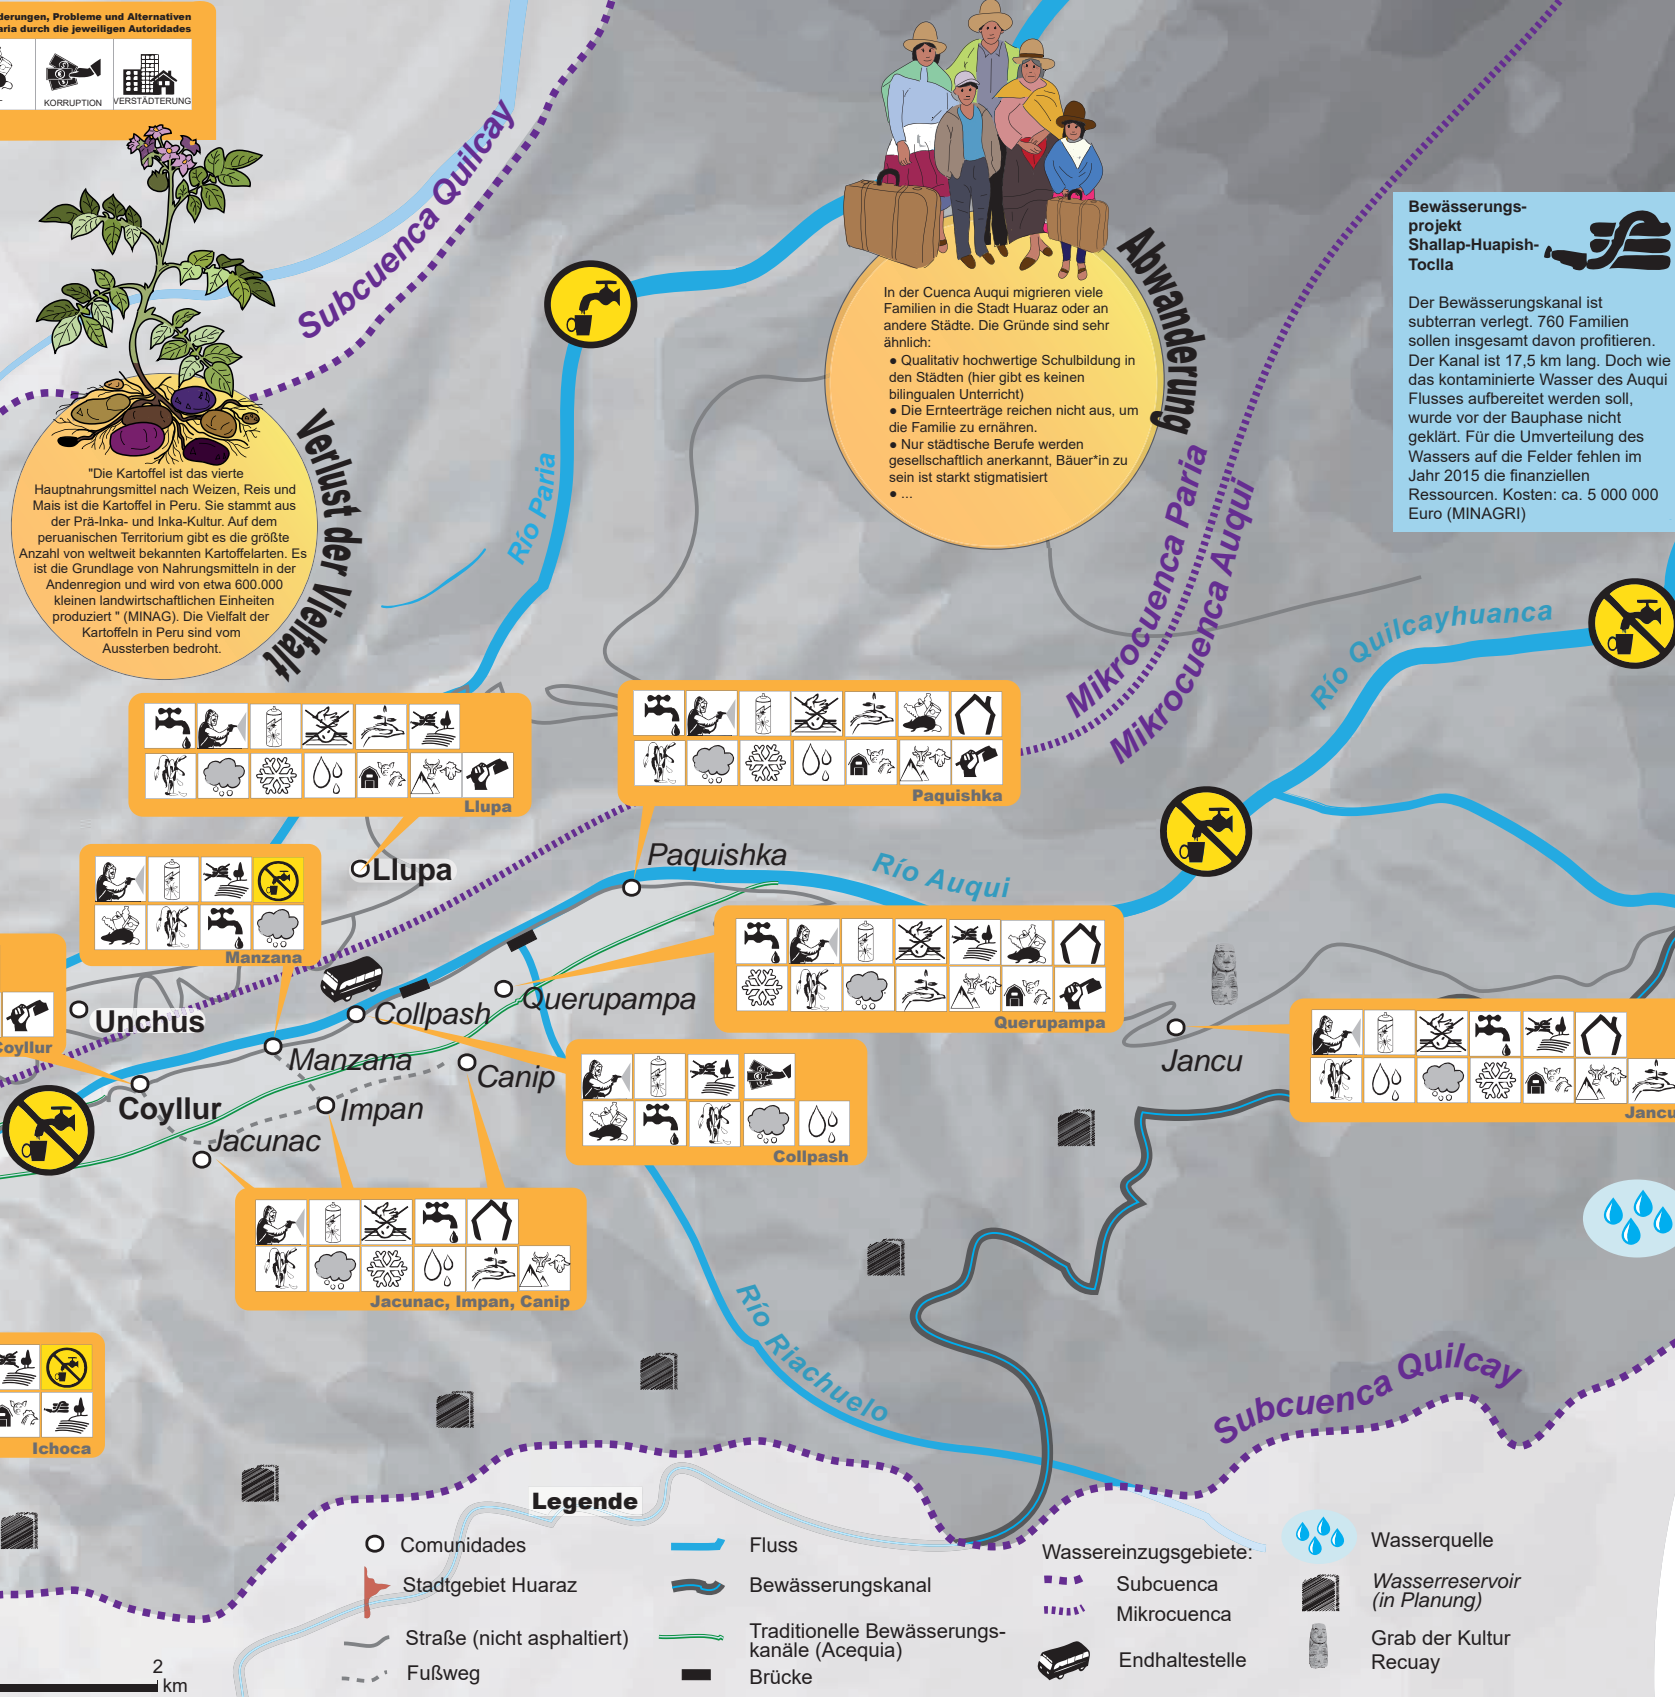 derungen, Probleme und Alternativen
aria durch die jeweiligen Autoridades
KORRUPTION
VERSTÄDTERUNG
Subcuenca Quilcay
Verlust der Vielfalt
"Die Kartoffel ist das vierte
Hauptnahrungsmittel nach Weizen, Reis und
Mais ist die Kartoffel in Peru. Sie stammt aus
der Prä-Inka- und Inka-Kultur. Auf dem
peruanischen Territorium gibt es die größte
Anzahl von weltweit bekannten Kartoffelarten. Es
ist die Grundlage von Nahrungsmitteln in der
Andenregion und wird von etwa 600.000
kleinen landwirtschaftlichen Einheiten
produziert " (MINAG). Die Vielfalt der
Kartoffeln in Peru sind vom
Aussterben bedroht.
Río Paria
Abwanderung
In der Cuenca Auqui migrieren viele
Familien in die Stadt Huaraz oder an
andere Städte. Die Gründe sind sehr
ähnlich:
● Qualitativ hochwertige Schulbildung in
den Städten (hier gibt es keinen
bilingualen Unterricht)
● Die Ernteerträge reichen nicht aus, um
die Familie zu ernähren.
● Nur städtische Berufe werden
gesellschaftlich anerkannt, Bäuer*in zu
sein ist starkt stigmatisiert
● ...
Mikrocuenca Paria
Mikrocuenca Auqui
Bewässerungs-
projekt
Shallap-Huapish-
Toclla
Der Bewässerungskanal ist
subterran verlegt. 760 Familien
sollen insgesamt davon profitieren.
Der Kanal ist 17,5 km lang. Doch wie
das kontaminierte Wasser des Auqui
Flusses aufbereitet werden soll,
wurde vor der Bauphase nicht
geklärt. Für die Umverteilung des
Wassers auf die Felder fehlen im
Jahr 2015 die finanziellen
Ressourcen. Kosten: ca. 5 000 000
Euro (MINAGRI)
Río Quilcayhuanca
Llupa
Paquishka
Llupa
Paquishka
Río Auqui
Manzana
Coyllur
Unchus
Collpash
Querupampa
Querupampa
Manzana
Canip
Jancu
Coyllur
Impan
Jacunac
Collpash
Jancu
Jacunac, Impan, Canip
Río Riachuelo
Subcuenca Quilcay
Ichoca
Legende
Comunidades
Stadtgebiet Huaraz
Straße (nicht asphaltiert)
Fußweg
Fluss
Bewässerungskanal
Traditionelle Bewässerungs-
kanäle (Acequia)
Brücke
Wassereinzugsgebiete:
Subcuenca
Mikrocuenca
Endhaltestelle
Wasserquelle
Wasserreservoir
(in Planung)
Grab der Kultur
Recuay
2
km